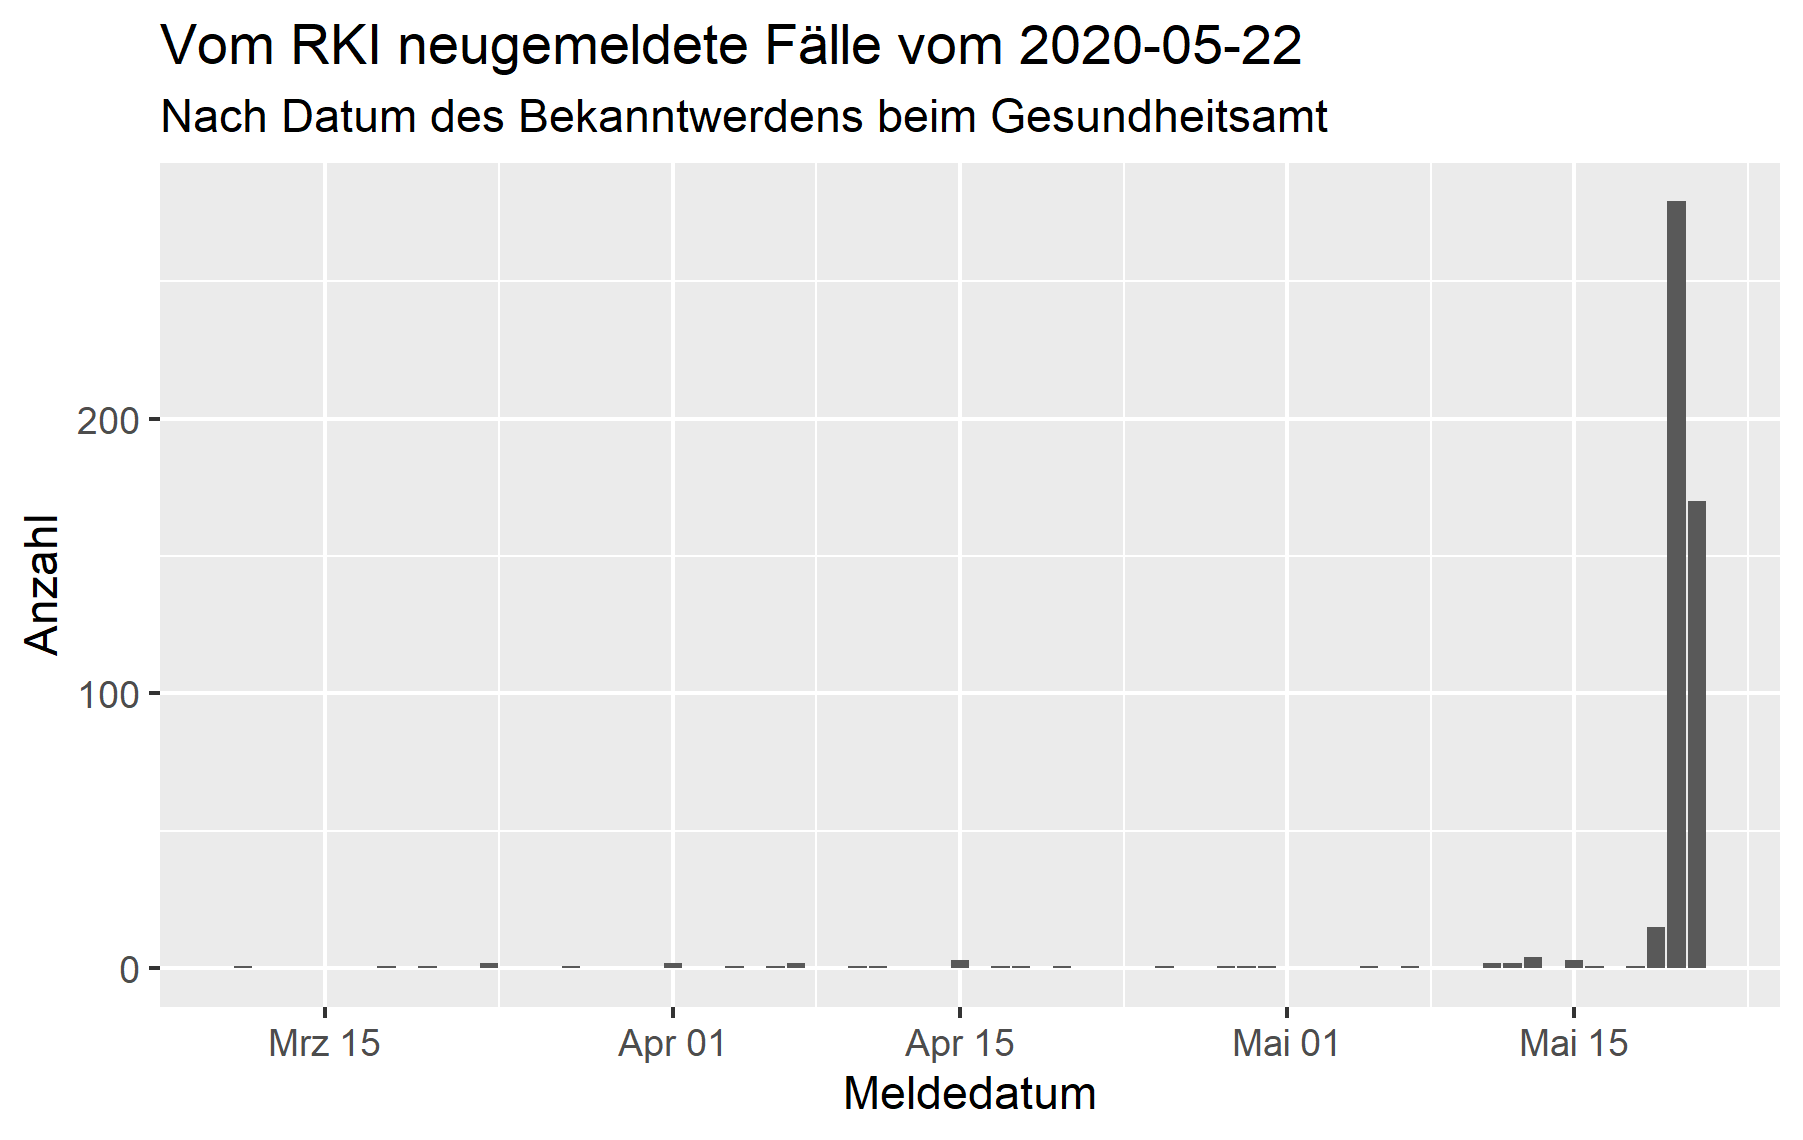 Vom RKI neugemeldete Fälle vom 2020-05-22
Nach Datum des Bekanntwerdens beim Gesundheitsamt
Anzahl
200
100
0
Mrz 15 Apr 01 Apr 15 Mai 01 Mai 15
Meldedatum